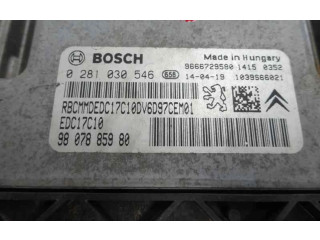 BOSCH
Made in Hungary
9666729580 1415 0352
0 281 030 546 656 14-04-19 1039S66021
RBCMMDEDC17C10DV6D97CEM01
EDC17C10
98 078 859 80